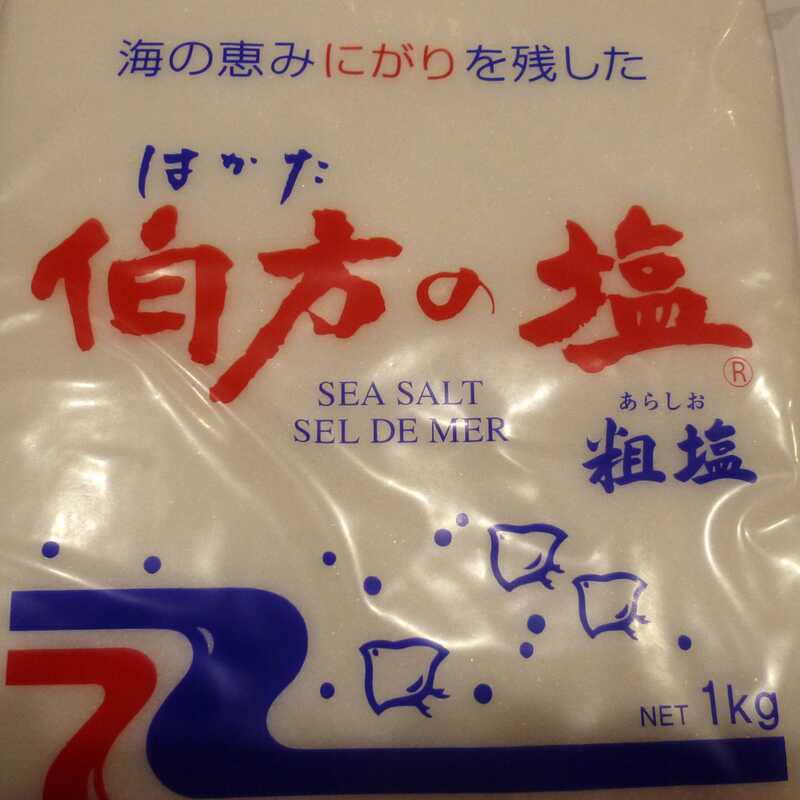 海の恵みにがりを残した
はかた
伯方の塩®
SEA SALT
SEL DE MER
あらしお
粗塩
NET 1kg